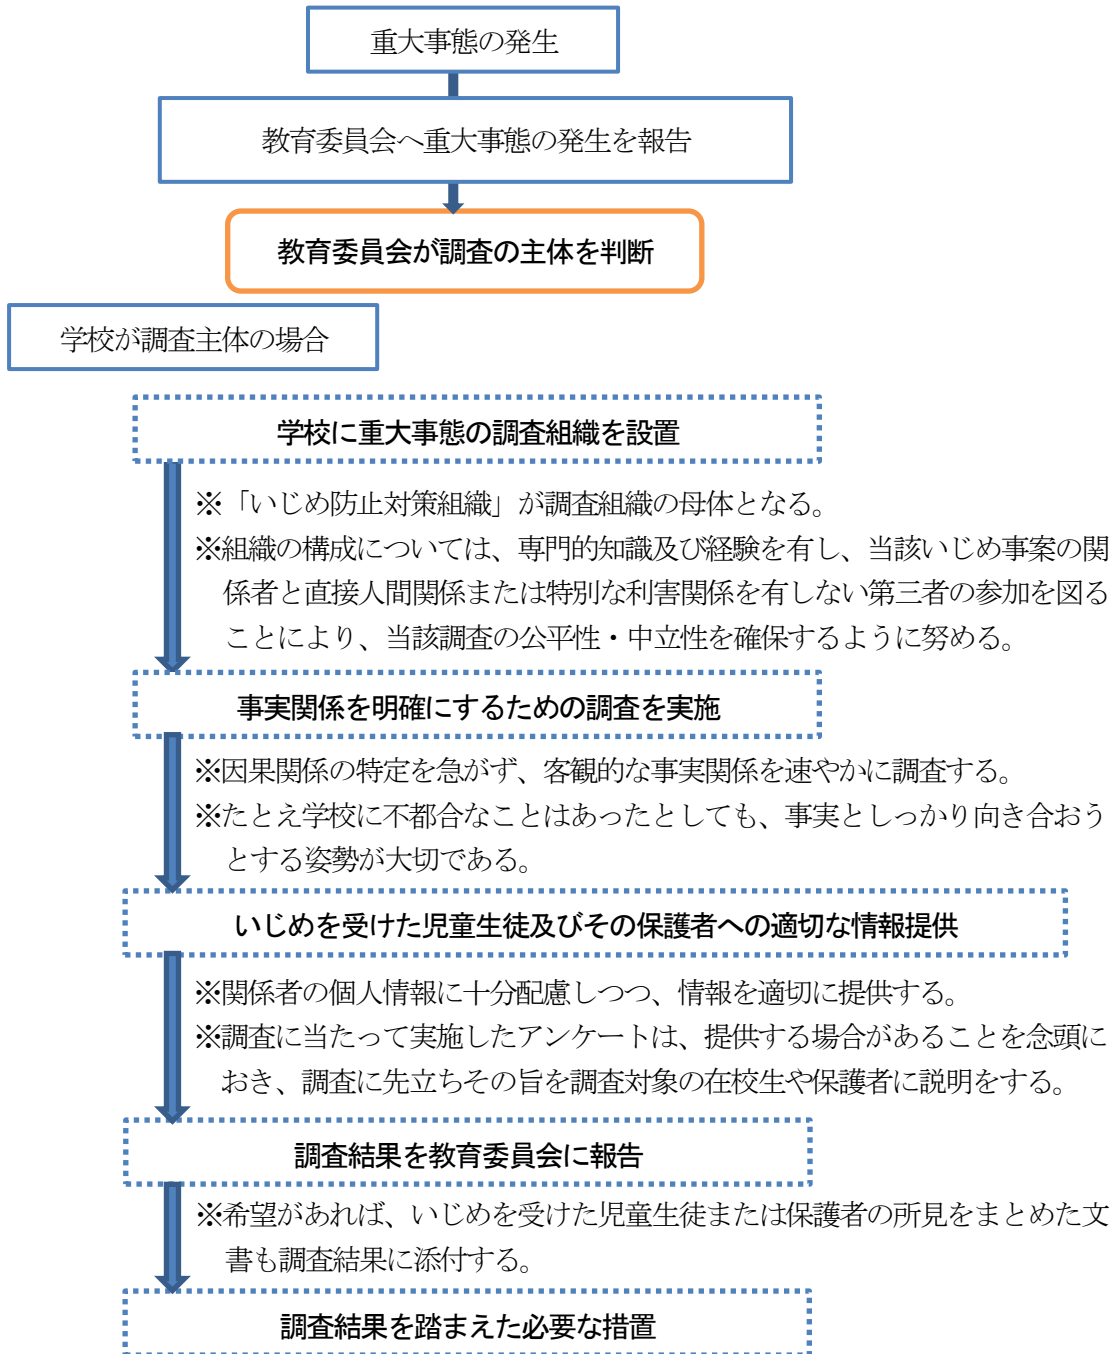 重大事態の発生
教育委員会へ重大事態の発生を報告
教育委員会が調査の主体を判断
学校が調査主体の場合
学校に重大事態の調査組織を設置
※「いじめ防止対策組織」が調査組織の母体となる。
※組織の構成については、専門的知識及び経験を有し、当該いじめ事案の関
係者と直接人間関係または特別な利害関係を有しない第三者の参加を図る
ことにより、当該調査の公平性・中立性を確保するように努める。
事実関係を明確にするための調査を実施
※因果関係の特定を急がず、客観的な事実関係を速やかに調査する。
※たとえ学校に不都合なことはあったとしても、事実としっかり向き合おう
とする姿勢が大切である。
いじめを受けた児童生徒及びその保護者への適切な情報提供
※関係者の個人情報に十分配慮しつつ、情報を適切に提供する。
※調査に当たって実施したアンケートは、提供する場合があることを念頭に
おき、調査に先立ちその旨を調査対象の在校生や保護者に説明をする。
調査結果を教育委員会に報告
※希望があれば、いじめを受けた児童生徒または保護者の所見をまとめた文
書も調査結果に添付する。
調査結果を踏まえた必要な措置